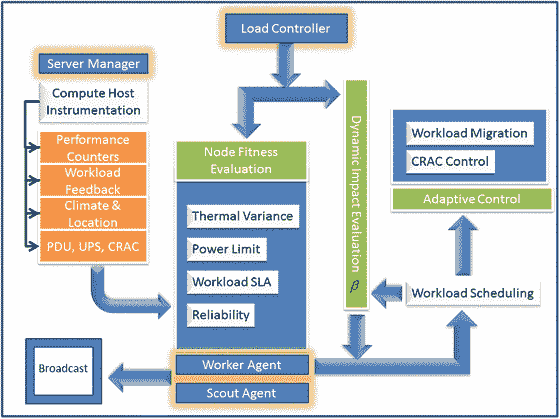 Load Controller
Server Manager
Compute Host
Instrumentation
Performance
Counters
Workload
Feedback
Climate &
Location
PDU, UPS, CRAC
Node Fitness
Evaluation
Thermal Variance
Power Limit
Workload SLA
Reliability
Worker Agent
Scout Agent
Broadcast
Dynamic Impact Evaluation
β
Workload Migration
CRAC Control
Adaptive Control
Workload Scheduling